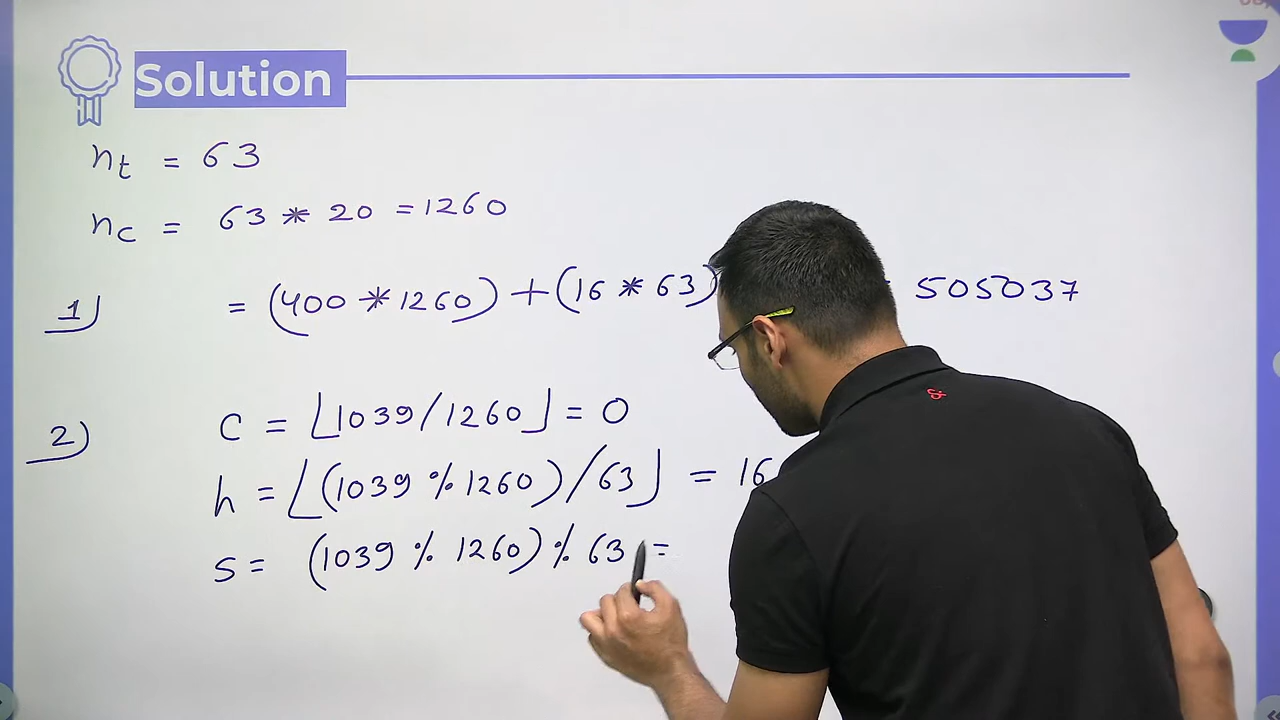 Solution
nt = 63
nc = 63 * 20 = 1260
1) = (400 * 1260) + (16 * 63) 505037
2) c = ⌊1039/1260⌋ = 0
h = ⌊(1039 % 1260)/63⌋ = 16
s = (1039 % 1260) % 63 =